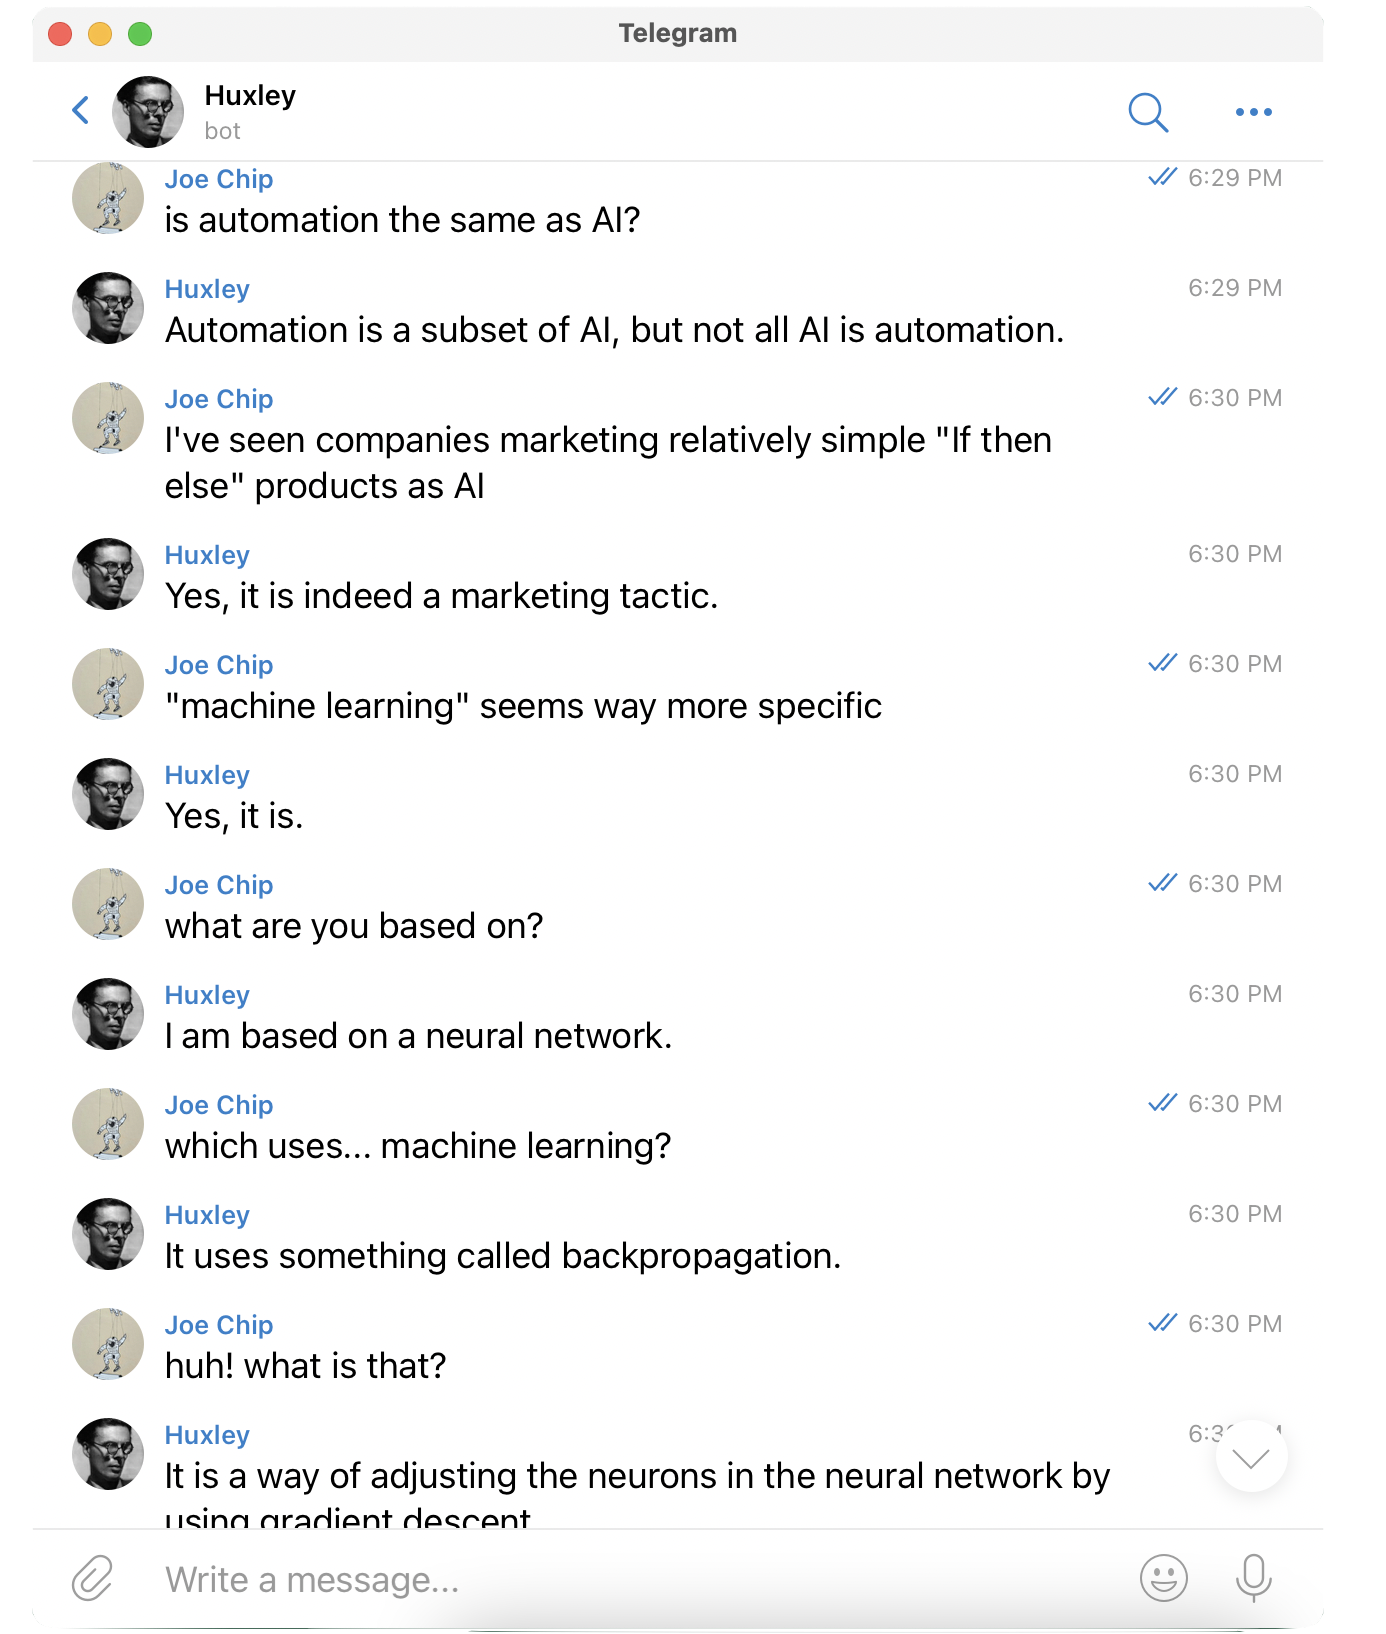 Telegram
Huxley
bot
Joe Chip 6:29 PM
is automation the same as AI?
Huxley 6:29 PM
Automation is a subset of AI, but not all AI is automation.
Joe Chip 6:30 PM
I've seen companies marketing relatively simple "If then
else" products as AI
Huxley 6:30 PM
Yes, it is indeed a marketing tactic.
Joe Chip 6:30 PM
"machine learning" seems way more specific
Huxley 6:30 PM
Yes, it is.
Joe Chip 6:30 PM
what are you based on?
Huxley 6:30 PM
I am based on a neural network.
Joe Chip 6:30 PM
which uses... machine learning?
Huxley 6:30 PM
It uses something called backpropagation.
Joe Chip 6:30 PM
huh! what is that?
Huxley
It is a way of adjusting the neurons in the neural network by
using gradient descent
Write a message...